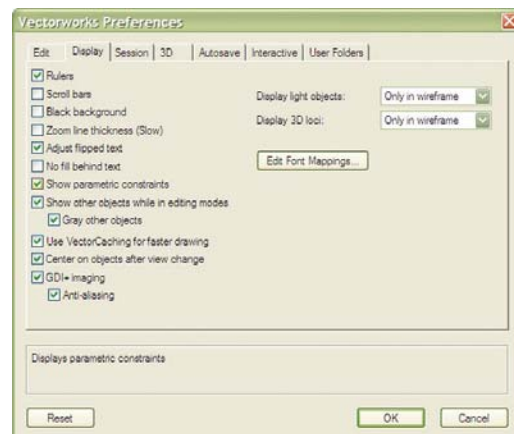 Vectorworks Preferences
Edit Display Session 3D Autosave Interactive User Folders
Rulers
Scroll bars
Black background
Zoom line thickness (Slow)
Adjust flipped text
No fill behind text
Show parametric constraints
Show other objects while in editing modes
Gray other objects
Use VectorCaching for faster drawing
Center on objects after view change
GDI+ imaging
Anti-aliasing
Display light objects: Only in wireframe
Display 3D loci: Only in wireframe
Edit Font Mappings...
Displays parametric constraints
Reset OK Cancel